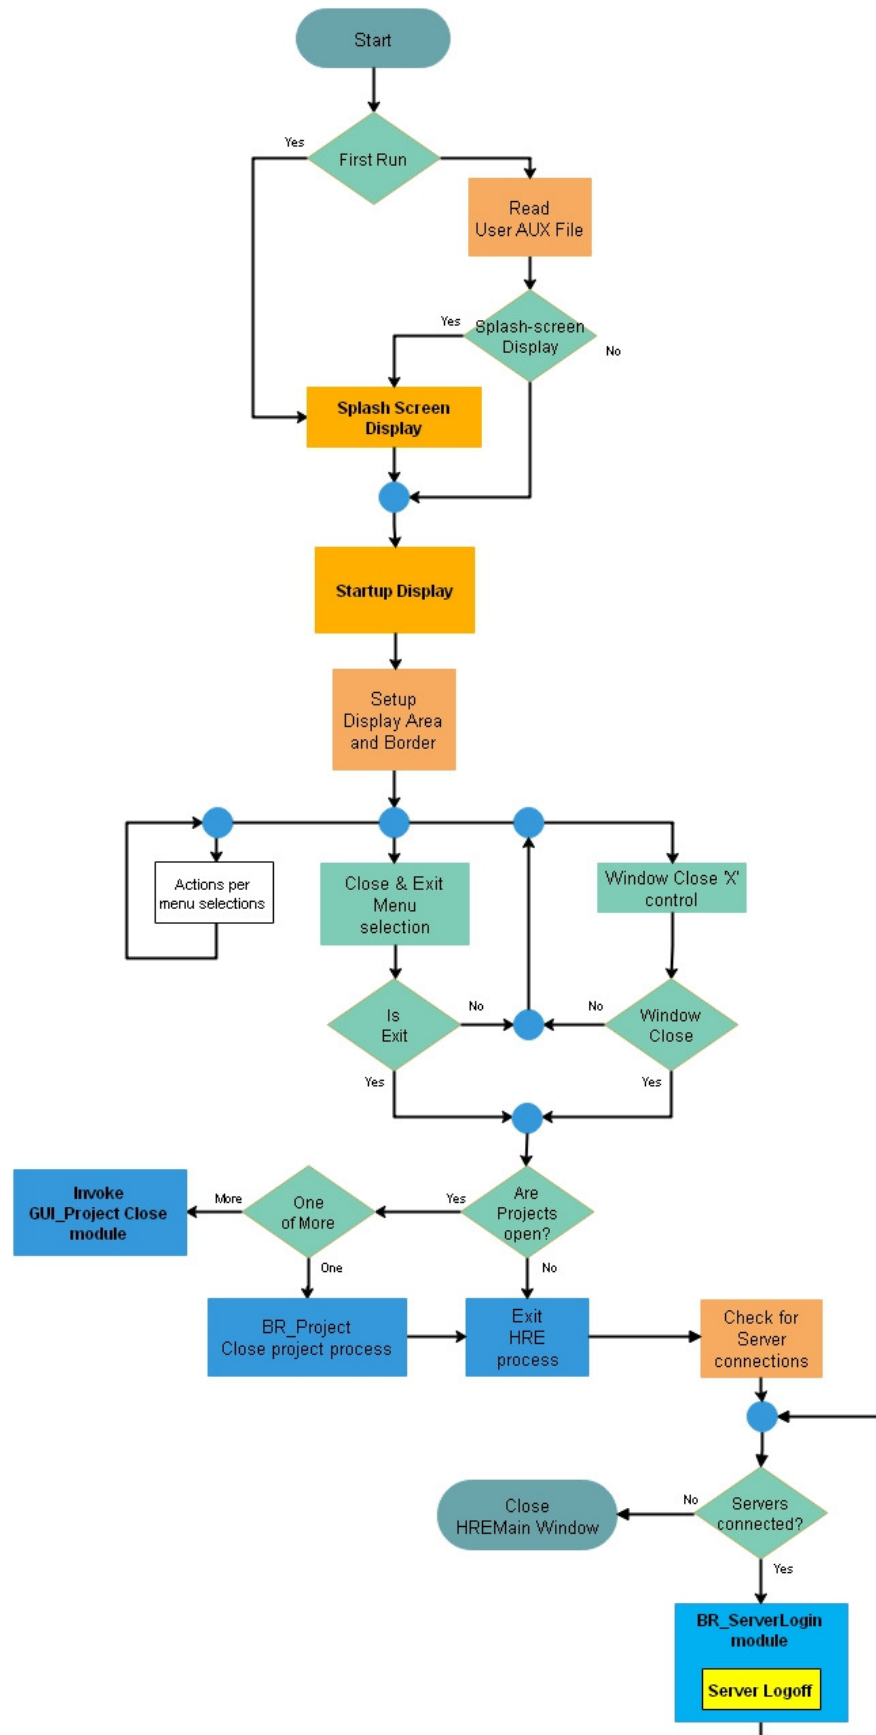 Start
Yes
First Run
Read
User AUX File
Yes
Splash-screen
Display
No
Splash Screen
Display
Startup Display
Setup
Display Area
and Border
Actions per
menu selections
Close & Exit
Menu
selection
Window Close 'X'
control
Is
Exit
No
No
Window
Close
Yes
Yes
Invoke
GUI_Project Close
module
More
One
of More
Yes
Are
Projects
open?
One
No
BR_Project
Close project process
Exit
HRE
process
Check for
Server
connections
Close
HREMain Window
No
Servers
connected?
Yes
BR_ServerLogin
module
Server Logoff